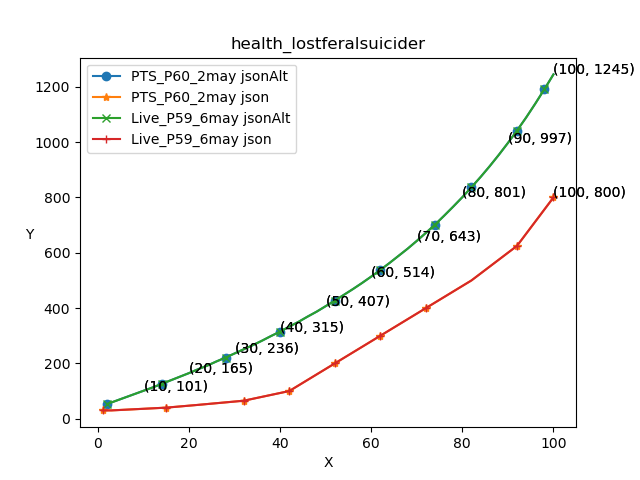 health_lostferalsuicider
PTS_P60_2may jsonAlt
PTS_P60_2may json
Live_P59_6may jsonAlt
Live_P59_6may json
(100, 1245)
(90, 997)
(80, 801)
(100, 800)
(70, 643)
(60, 514)
(50, 407)
(40, 315)
(30, 236)
(20, 165)
(10, 101)
Y
1200
1000
800
600
400
200
0
0 20 40 60 80 100
X